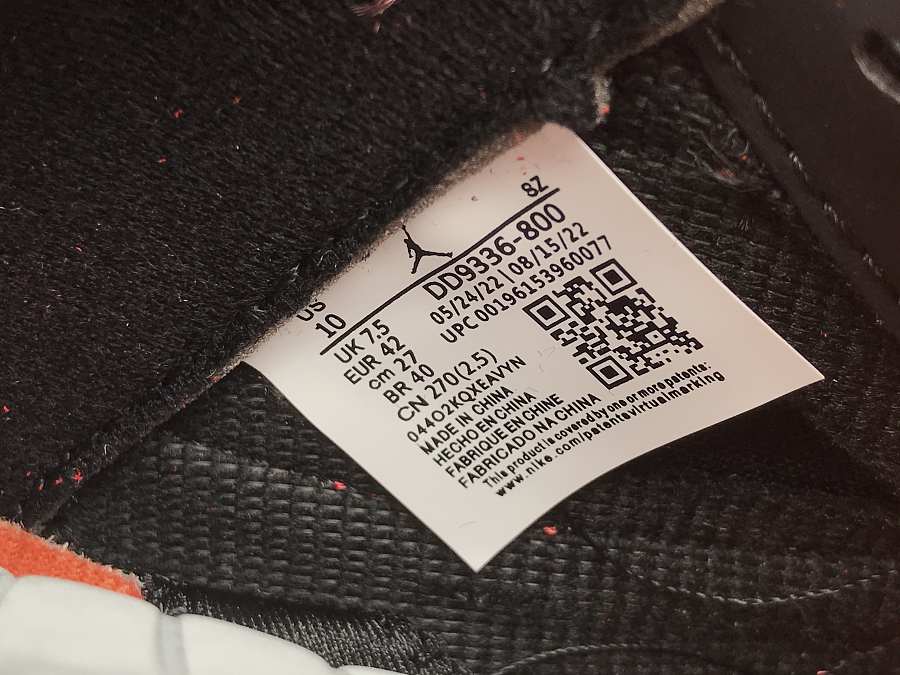 8Z
US
10
DD9336-800
UK 7.5
05/24/22 | 08/15/22
EUR 42
UPC 00196153960077
cm 27
BR 40
CN 270(2.5)
04402KQXEAVYN
MADE IN CHINA
HECHO EN CHINA
FABRIQUE EN CHINE
FABRICADO NA CHINA
This product is covered by one or more patents:
www.nike.com/patentsvirtualmarking